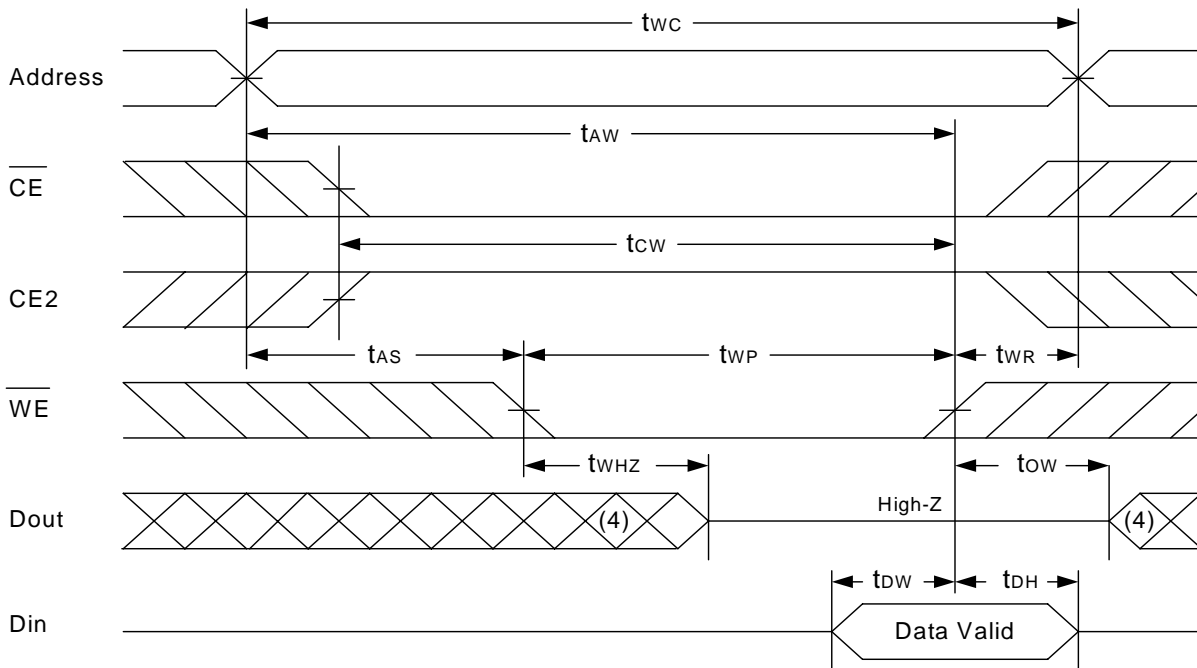 tWC
Address
tAW
CE
tCW
CE2
tAS tWP tWR
WE
tWHZ tOW
Dout (4) High-Z (4)
tDW tDH
Din Data Valid